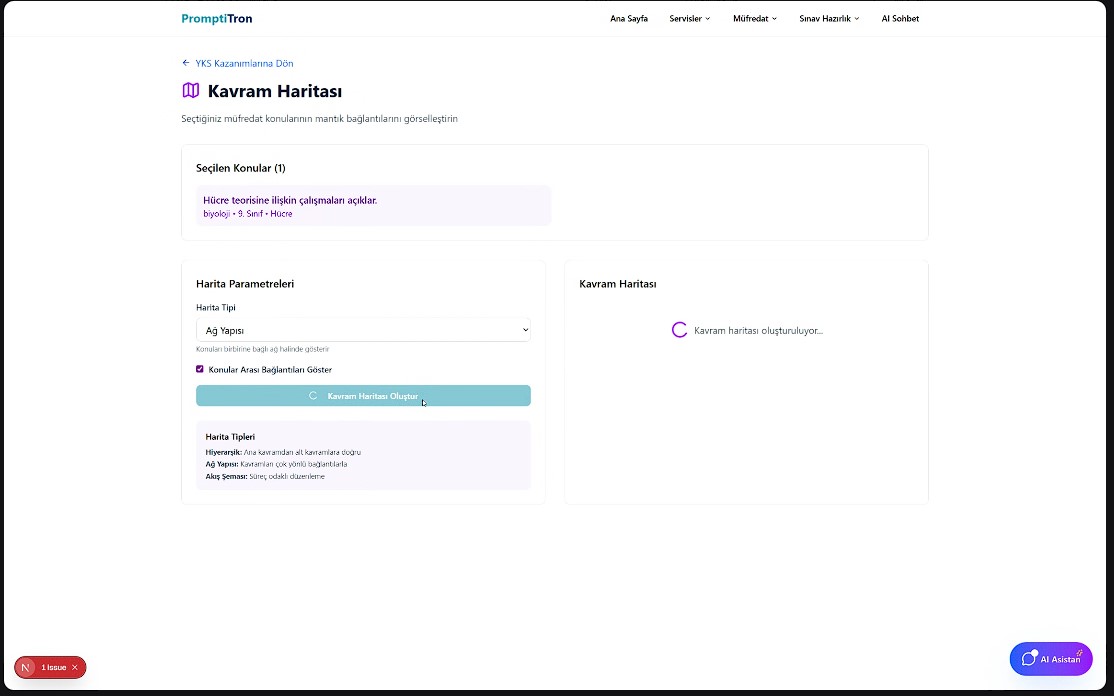 PromptiTron
Ana Sayfa Servisler Müfredat Sınav Hazırlık AI Sohbet
← YKS Kazanımlarına Dön
Kavram Haritası
Seçtiğiniz müfredat konularının mantık bağlantılarını görselleştirin
Seçilen Konular (1)
Hücre teorisine ilişkin çalışmaları açıklar.
biyoloji • 9. Sınıf • Hücre
Harita Parametreleri
Harita Tipi
Ağ Yapısı
Konuları birbirine bağlı ağ halinde gösterir
Konular Arası Bağlantıları Göster
Kavram Haritası Oluştur
Harita Tipleri
Hiyerarşik: Ana kavramdan alt kavramlara doğru
Ağ Yapısı: Kavramları çok yönlü bağlantılarla
Akış Şeması: Süreç odaklı düzenleme
Kavram Haritası
Kavram haritası oluşturuluyor...
N 1 Issue ×
AI Asistan